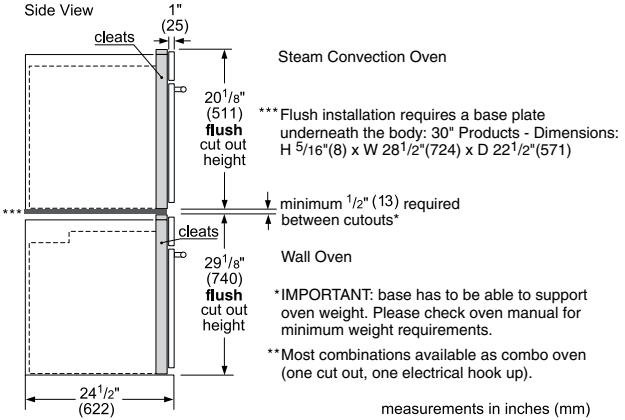 Side View
1"
(25)
cleats
Steam Convection Oven
20 1/8"
(511)
flush
cut out
height
***Flush installation requires a base plate
underneath the body: 30" Products - Dimensions:
H 5/16"(8) x W 28 1/2"(724) x D 22 1/2"(571)
***
minimum 1/2" (13) required
between cutouts*
cleats
29 1/8"
(740)
flush
cut out
height
Wall Oven
*IMPORTANT: base has to be able to support
oven weight. Please check oven manual for
minimum weight requirements.
**Most combinations available as combo oven
(one cut out, one electrical hook up).
24 1/2"
(622)
measurements in inches (mm)